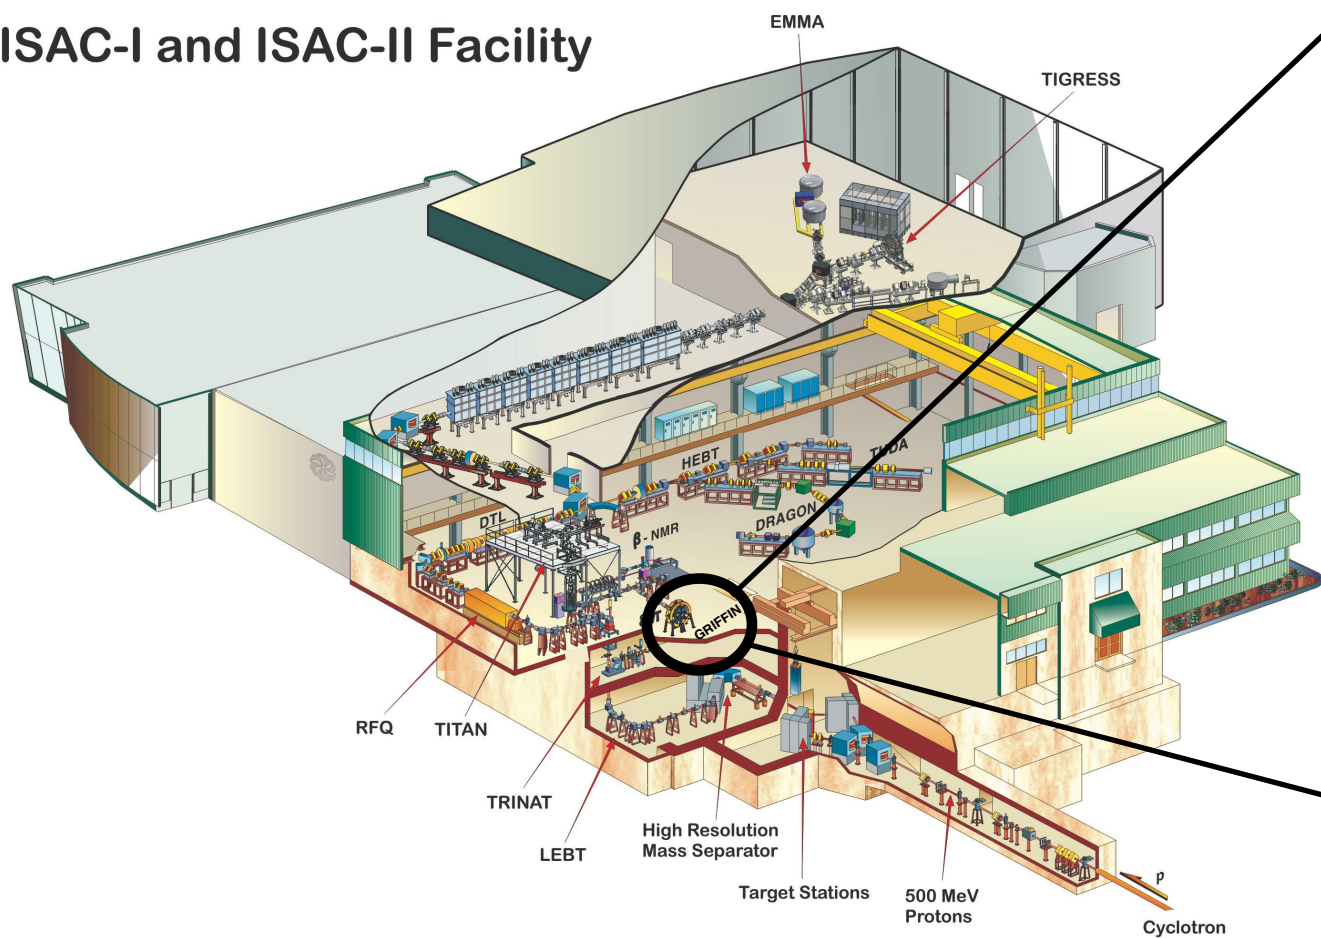 ISAC-I and ISAC-II Facility
EMMA
TIGRESS
HEBT
TUDA
DTL
DRAGON
β-NMR
GRIFFIN
RFQ
TITAN
TRINAT
LEBT
High Resolution
Mass Separator
Target Stations
500 MeV
Protons
p
Cyclotron